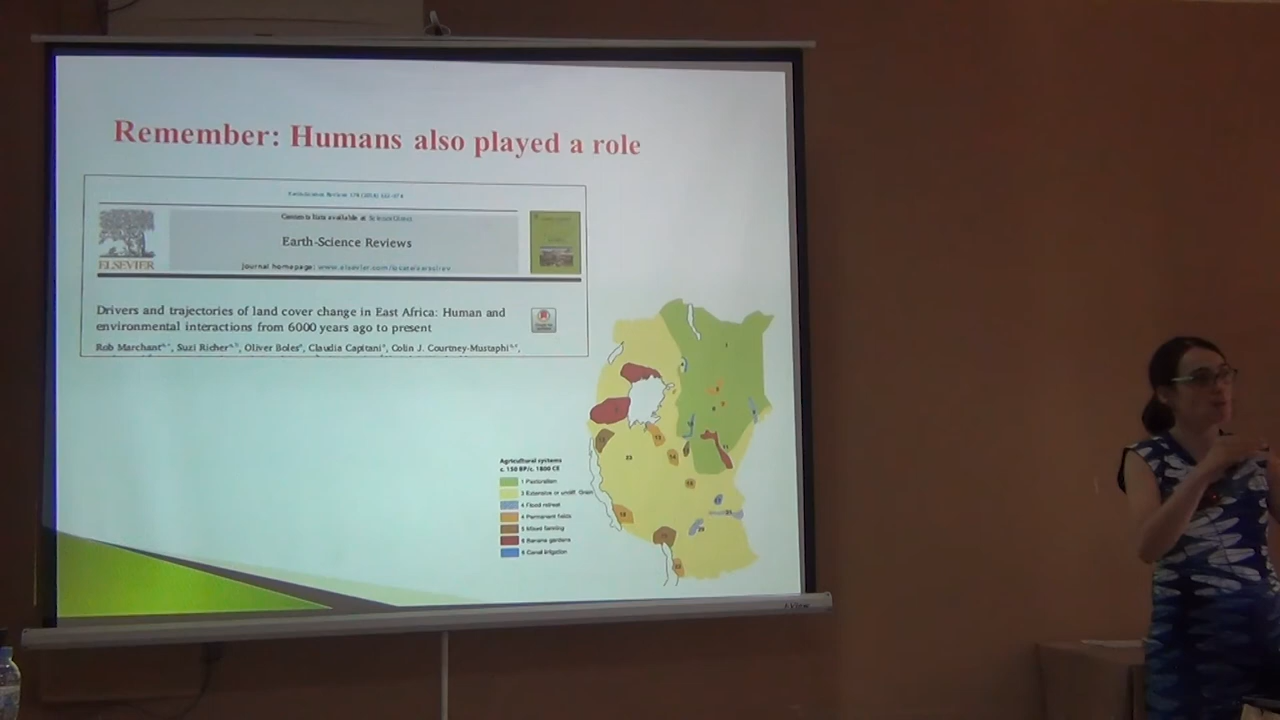 Remember: Humans also played a role
Contents lists available at ScienceDirect
Earth-Science Reviews
journal homepage: www.elsevier.com/locate/earscirev
ELSEVIER
Drivers and trajectories of land cover change in East Africa: Human and
environmental interactions from 6000 years ago to present
Rob Marchant, Suzi Richer, Oliver Boles, Claudia Capitani, Colin J. Courtney-Mustaphi
Agricultural systems
c. 150 BP/c. 1800 CE
1 Pastoralism
3 Extensive or undiff. Grain
4 Flood retreat
4 Permanent fields
5 Mixed farming
6 Banana gardens
6 Canal irrigation
23